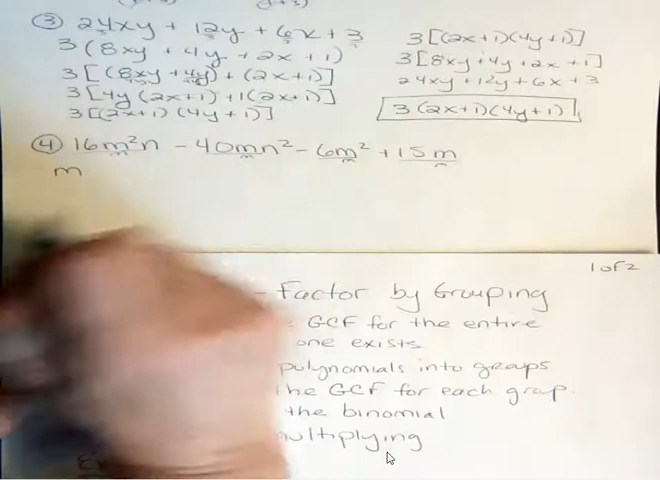 ③ 24xy + 12y + 6x + 3
3 (8xy + 4y + 2x + 1)
3 [(8xy + 4y) + (2x + 1)]
3 [4y (2x+1) + 1(2x+1)]
3 [(2x+1) (4y+1)]
3 [(2x+1)(4y+1)]
3 [8xy + 4y + 2x + 1]
24xy + 12y + 6x + 3
3 (2x+1)(4y+1)
④ 16m²n - 40mn² - 6m² + 15m
m
1 of 2
- Factor by Grouping
GCF for the entire
one exists
polynomials into groups
the GCF for each group.
the binomial
multiplying